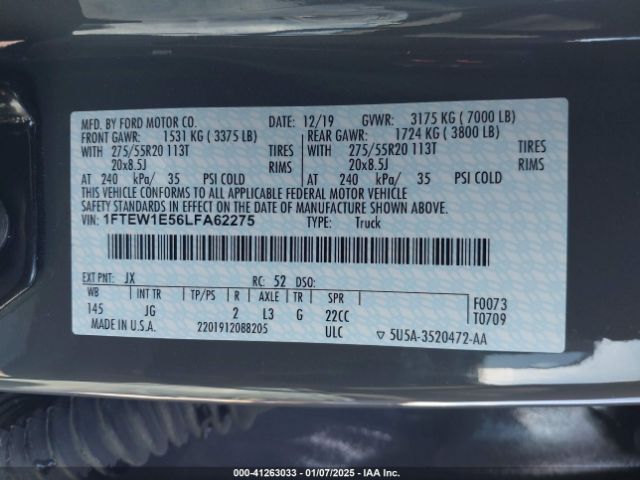 MFD. BY FORD MOTOR CO. DATE: 12/19 GVWR: 3175 KG ( 7000 LB)
FRONT GAWR: 1531 KG ( 3375 LB) REAR GAWR: 1724 KG ( 3800 LB)
WITH 275/55R20 113T TIRES WITH 275/55R20 113T TIRES
20x8.5J RIMS 20x8.5J RIMS
AT 240 kPa/ 35 PSI COLD AT 240 kPa/ 35 PSI COLD
THIS VEHICLE CONFORMS TO ALL APPLICABLE FEDERAL MOTOR VEHICLE
SAFETY STANDARDS IN EFFECT ON THE DATE OF MANUFACTURE SHOWN ABOVE.
VIN: 1FTEW1E56LFA62275 TYPE: Truck
EXT PNT: JX RC: 52 DSO:
WB INT TR TP/PS R AXLE TR SPR F0073
145 JG 2 L3 G 22CC T0709
MADE IN U.S.A. 2201912088205 ULC ▽ 5U5A-3520472-AA
000-41263033 — 01/07/2025 — IAA Inc.